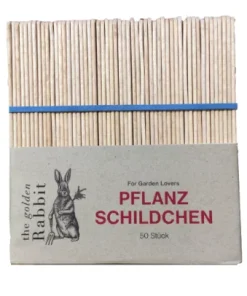 the golden
Rabbit
For Garden Lovers
PFLANZ
SCHILDCHEN
50 Stück